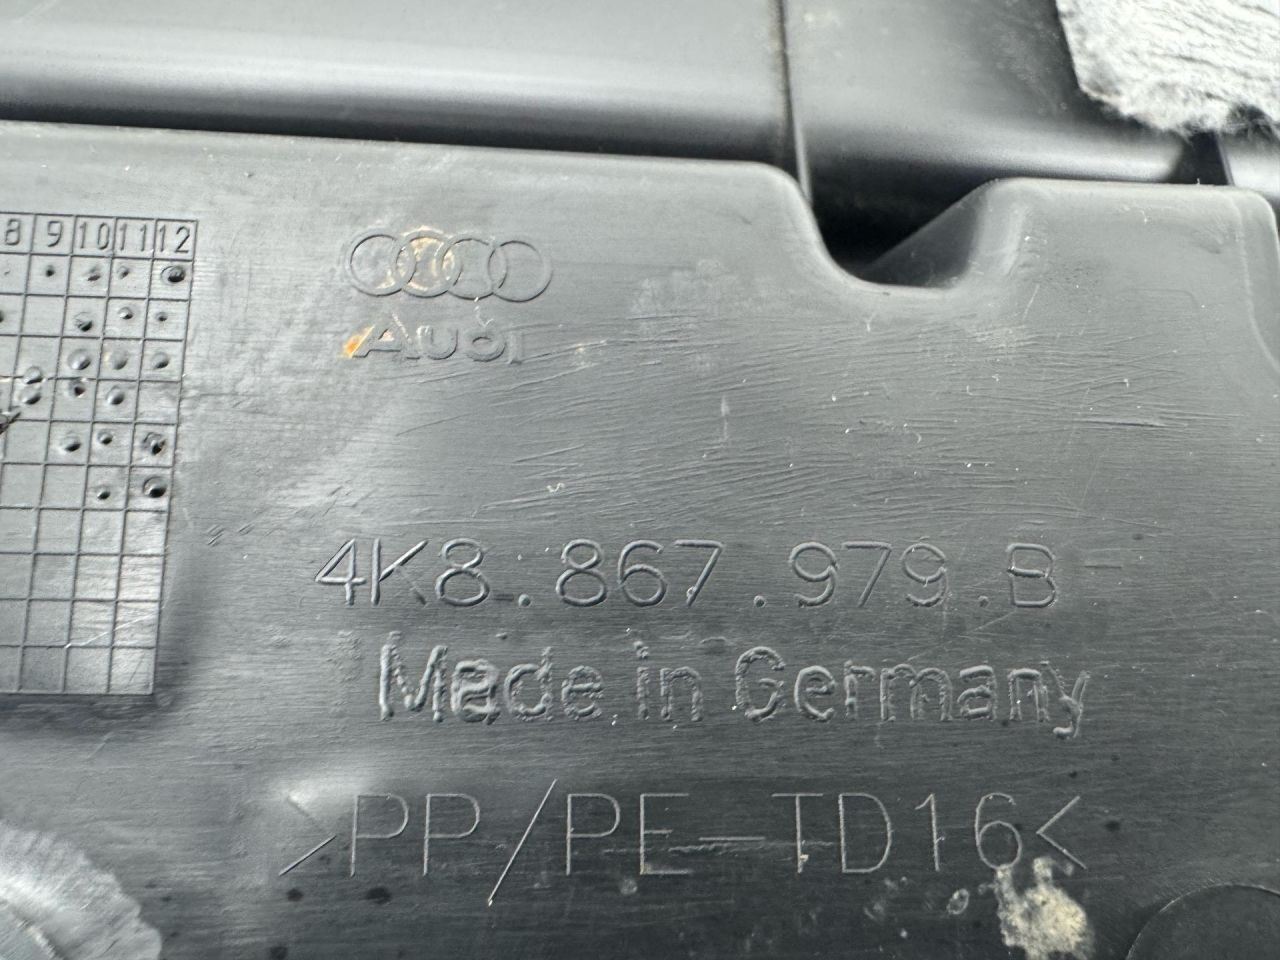 8 9 10 11 12
Audi
4K8.867.979.B
Made in Germany
>PP/PE-TD16<